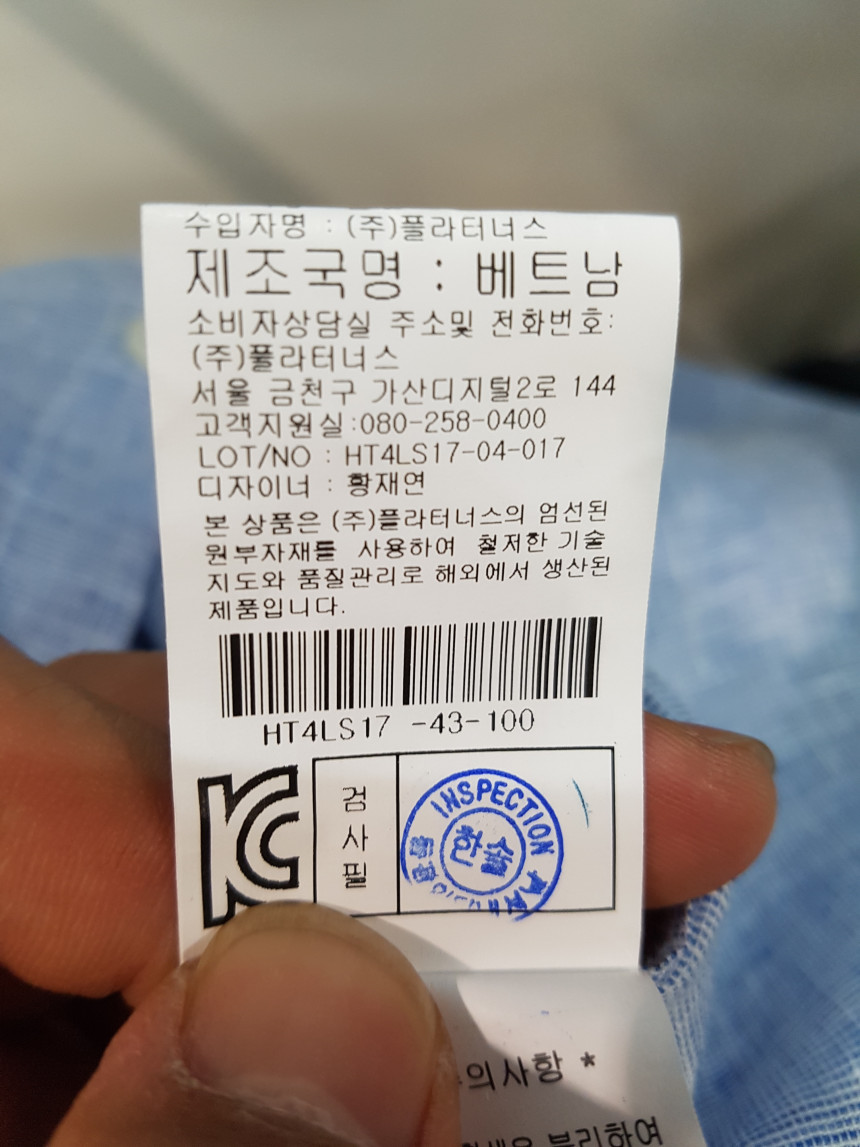 수입자명 : (주)플라터너스
제조국명 : 베트남
소비자상담실 주소및 전화번호:
(주)풀라터너스
서울 금천구 가산디지털2로 144
고객지원실:080-258-0400
LOT/NO : HT4LS17-04-017
디자이너 : 황재연
본 상품은 (주)플라터너스의 엄선된
원부자재를 사용하여 철저한 기술
지도와 품질관리로 해외에서 생산된
제품입니다.
HT4LS17 -43-100
KC
검
사
필
INSPECTION
한솔
의사항 *
분리하여